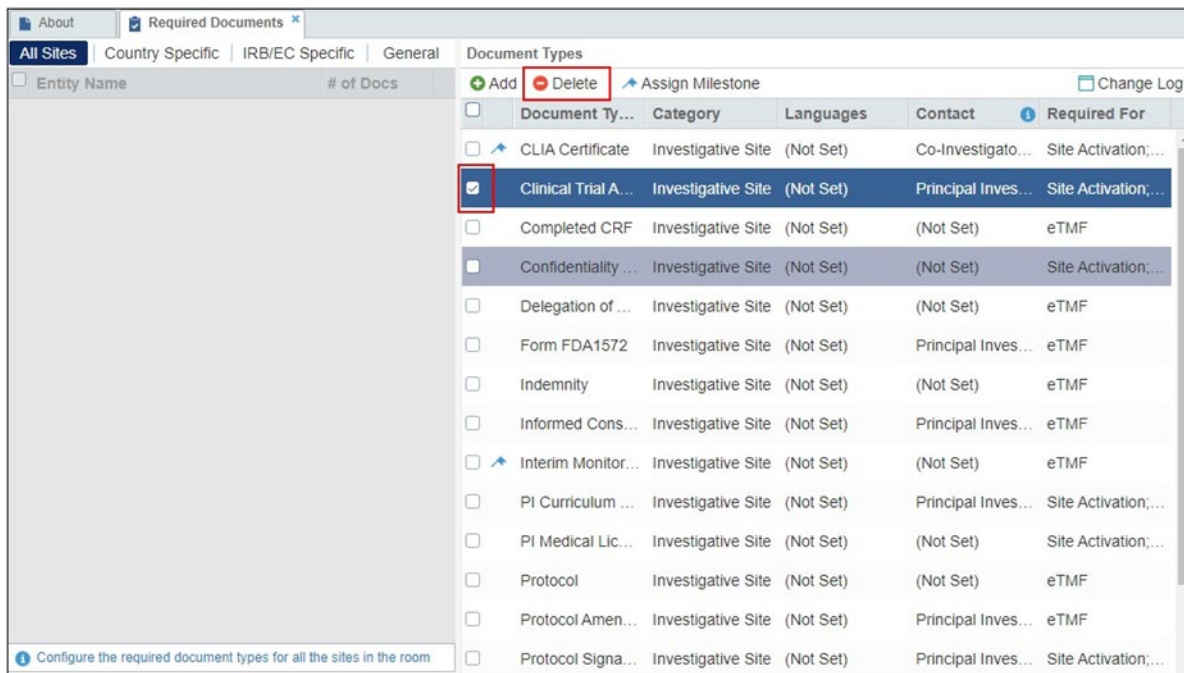 About Required Documents ×
All Sites Country Specific IRB/EC Specific General
Entity Name # of Docs
Configure the required document types for all the sites in the room
Document Types
Add Delete Assign Milestone Change Log
Document Ty... Category Languages Contact Required For
CLIA Certificate Investigative Site (Not Set) Co-Investigato... Site Activation;...
Clinical Trial A... Investigative Site (Not Set) Principal Inves... Site Activation;...
Completed CRF Investigative Site (Not Set) (Not Set) eTMF
Confidentiality ... Investigative Site (Not Set) (Not Set) Site Activation;...
Delegation of ... Investigative Site (Not Set) (Not Set) eTMF
Form FDA1572 Investigative Site (Not Set) Principal Inves... eTMF
Indemnity Investigative Site (Not Set) (Not Set) eTMF
Informed Cons... Investigative Site (Not Set) Principal Inves... eTMF
Interim Monitor... Investigative Site (Not Set) (Not Set) eTMF
PI Curriculum ... Investigative Site (Not Set) Principal Inves... Site Activation;...
PI Medical Lic... Investigative Site (Not Set) (Not Set) Site Activation;...
Protocol Investigative Site (Not Set) (Not Set) eTMF
Protocol Amen... Investigative Site (Not Set) Principal Inves... eTMF
Protocol Signa... Investigative Site (Not Set) Principal Inves... Site Activation;...